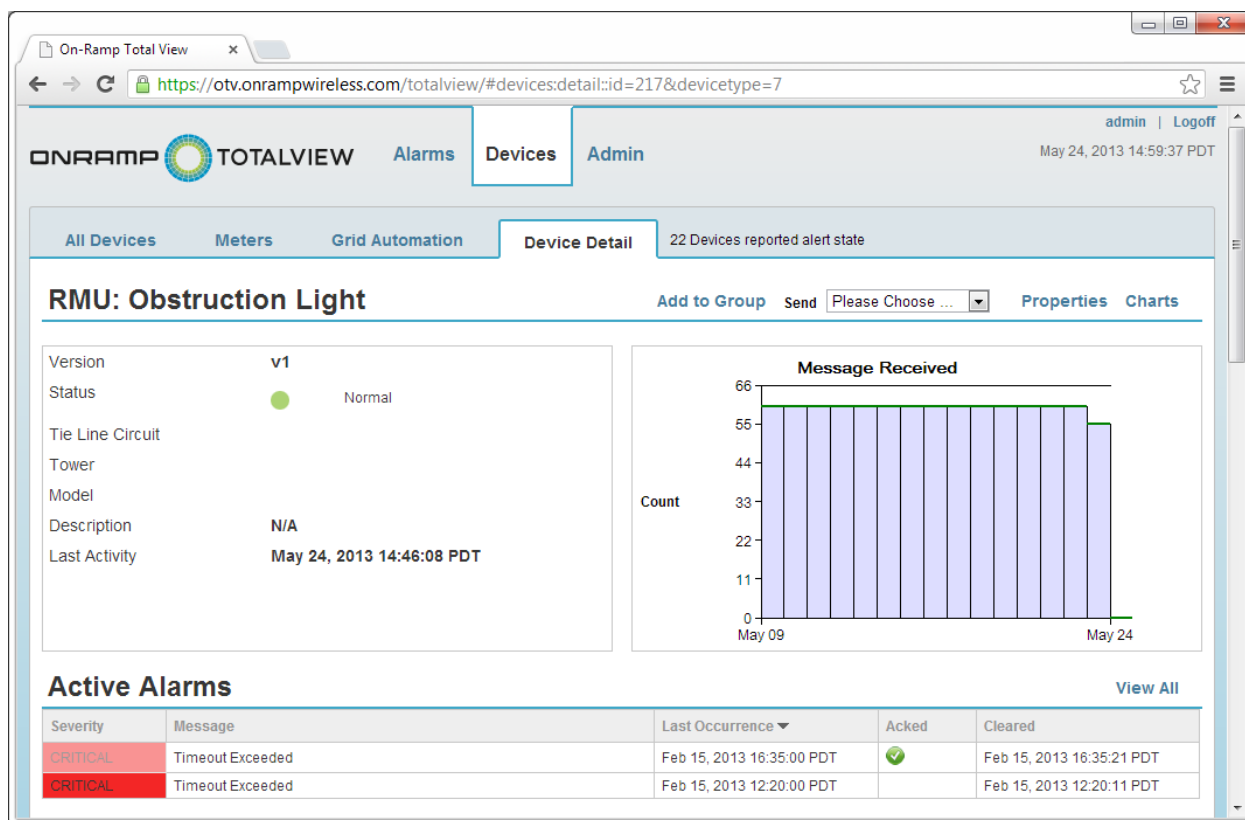 On-Ramp Total View
https://otv.onrampwireless.com/totalview/#devices:detail::id=217&devicetype=7
admin | Logoff
ONRAMP TOTALVIEW Alarms Devices Admin
May 24, 2013 14:59:37 PDT
All Devices Meters Grid Automation Device Detail 22 Devices reported alert state
RMU: Obstruction Light Add to Group Send Please Choose ... Properties Charts
Version v1
Status Normal
Tie Line Circuit
Tower
Model
Description N/A
Last Activity May 24, 2013 14:46:08 PDT
Message Received
66
55
44
Count 33
22
11
0
May 09 May 24
Active Alarms View All
Severity Message Last Occurrence Acked Cleared
CRITICAL Timeout Exceeded Feb 15, 2013 16:35:00 PDT Feb 15, 2013 16:35:21 PDT
CRITICAL Timeout Exceeded Feb 15, 2013 12:20:00 PDT Feb 15, 2013 12:20:11 PDT